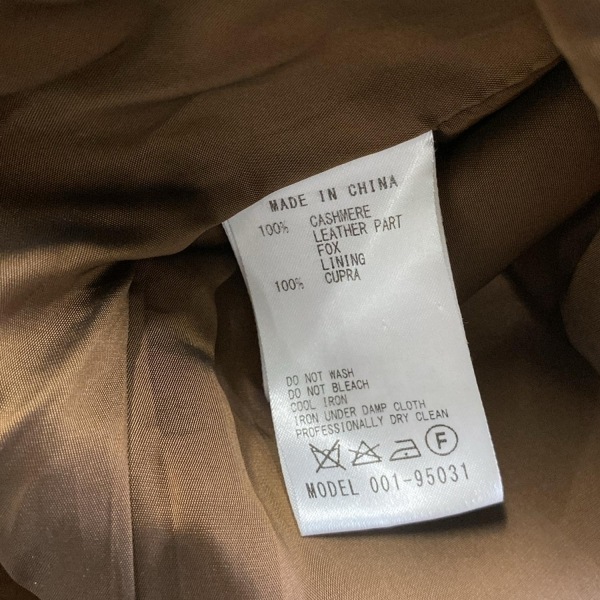 MADE IN CHINA
100% CASHMERE
LEATHER PART
FOX
LINING
100% CUPRA
DO NOT WASH
DO NOT BLEACH
COOL IRON
IRON UNDER DAMP CLOTH
PROFESSIONALLY DRY CLEAN
F
MODEL 001-95031